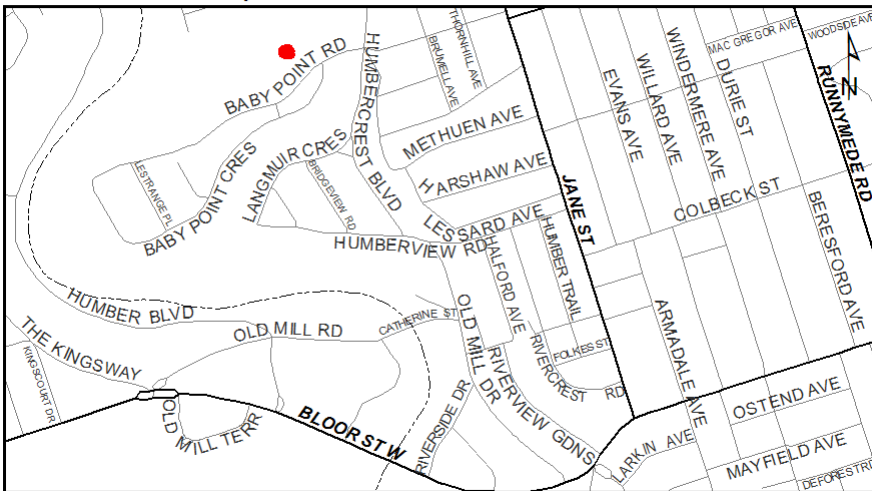 MAC GREGOR AVE
WOODSIDE AVE
THORNHILL AVE
BRUMELL AVE
HUMBERCREST BLVD
BABY POINT RD
EVANS AVE
WILLARD AVE
WINDERMERE AVE
DURIE ST
RUNNYMEDE RD
N
METHUEN AVE
LANGMUIR CRES
BRIDGEVIEW RD
LESTRANGE PL
BABY POINT CRES
HARSHAW AVE
JANE ST
COLBECK ST
BERESFORD AVE
LESSARD AVE
HUMBERVIEW RD
HALFORD AVE
HUMBER TRAIL
HUMBER BLVD
OLD MILL RD
CATHERINE ST
OLD MILL DR
THE KINGSWAY
KINGSCOURT DR
RIVERCREST RD
FOLKES ST
ARMADALE AVE
RIVERVIEW GDNS
RIVERSIDE DR
OLD MILL TERR
BLOOR ST W
OSTEND AVE
LARKIN AVE
MAYFIELD AVE
DEFOREST RD